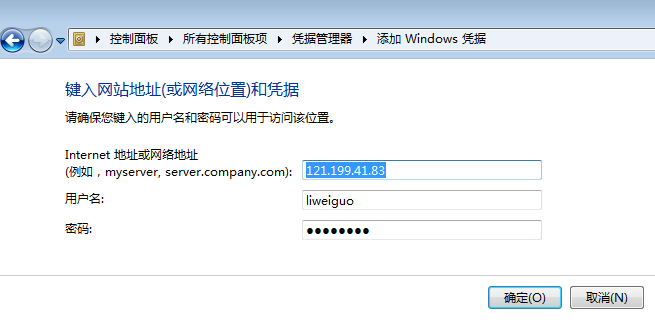 控制面板 ▸ 所有控制面板项 ▸ 凭据管理器 ▸ 添加 Windows 凭据
键入网站地址(或网络位置)和凭据
请确保您键入的用户名和密码可以用于访问该位置。
Internet 地址或网络地址
(例如，myserver, server.company.com): 121.199.41.83
用户名: liweiguo
密码: ●●●●●●●●
确定(O) 取消(N)